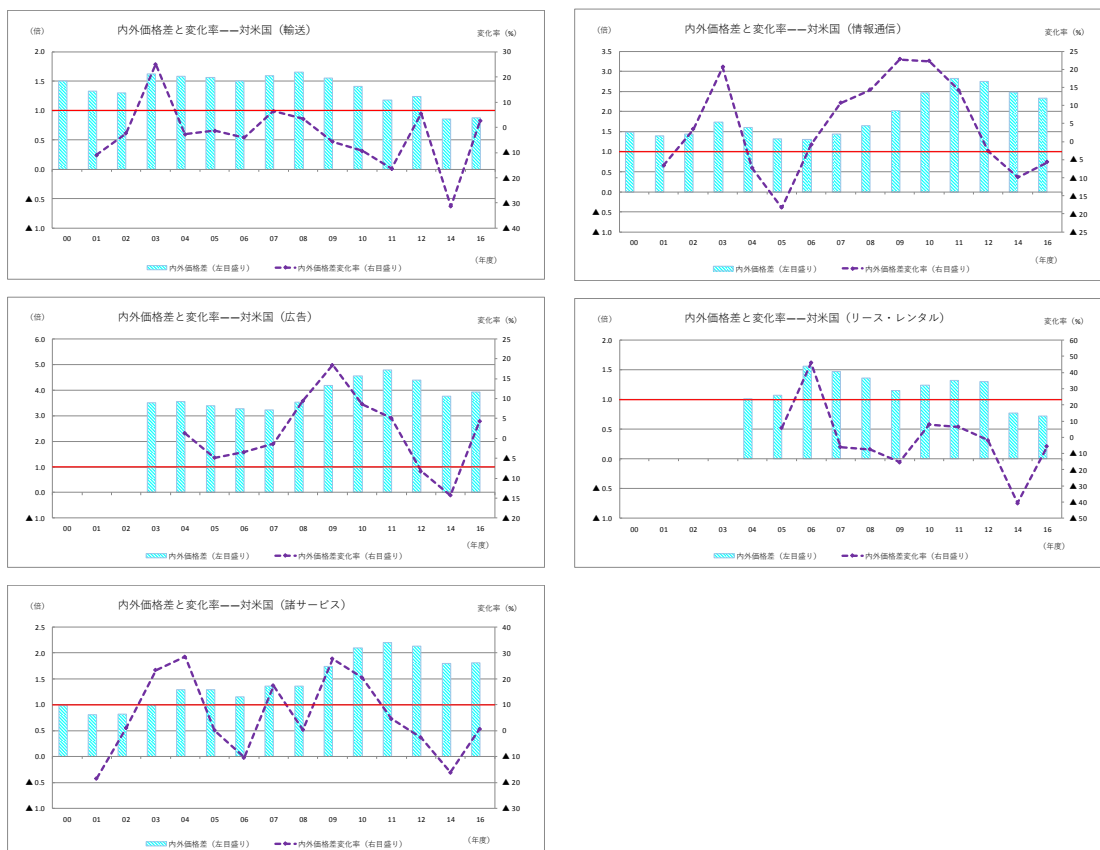 内外価格差と変化率――対米国（輸送）
（倍）
変化率（%）
2.0
1.5
1.0
0.5
0.0
▲ 0.5
▲ 1.0
30
20
10
0
▲ 10
▲ 20
▲ 30
▲ 40
00 01 02 03 04 05 06 07 08 09 10 11 12 14 16
（年度）
内外価格差（左目盛り） 内外価格差変化率（右目盛り）
内外価格差と変化率――対米国（情報通信）
（倍）
変化率（%）
3.5
3.0
2.5
2.0
1.5
1.0
0.5
0.0
▲ 0.5
▲ 1.0
25
20
15
10
5
0
▲ 5
▲ 10
▲ 15
▲ 20
▲ 25
00 01 02 03 04 05 06 07 08 09 10 11 12 14 16
（年度）
内外価格差（左目盛り） 内外価格差変化率（右目盛り）
内外価格差と変化率――対米国（広告）
（倍）
変化率（%）
6.0
5.0
4.0
3.0
2.0
1.0
0.0
▲ 1.0
25
20
15
10
5
0
▲ 5
▲ 10
▲ 15
▲ 20
00 01 02 03 04 05 06 07 08 09 10 11 12 14 16
（年度）
内外価格差（左目盛り） 内外価格差変化率（右目盛り）
内外価格差と変化率――対米国（リース・レンタル）
（倍）
変化率（%）
2.0
1.5
1.0
0.5
0.0
▲ 0.5
▲ 1.0
60
50
40
30
20
10
0
▲ 10
▲ 20
▲ 30
▲ 40
▲ 50
00 01 02 03 04 05 06 07 08 09 10 11 12 14 16
（年度）
内外価格差（左目盛り） 内外価格差変化率（右目盛り）
内外価格差と変化率――対米国（諸サービス）
（倍）
変化率（%）
2.5
2.0
1.5
1.0
0.5
0.0
▲ 0.5
▲ 1.0
40
30
20
10
0
▲ 10
▲ 20
▲ 30
00 01 02 03 04 05 06 07 08 09 10 11 12 14 16
（年度）
内外価格差（左目盛り） 内外価格差変化率（右目盛り）